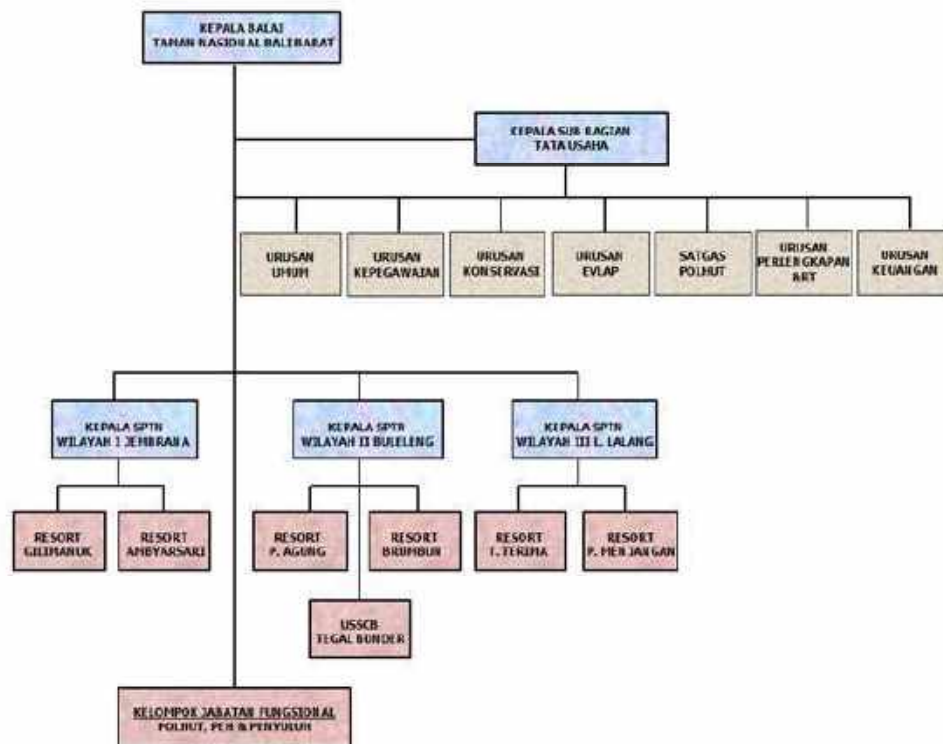 KEPALA BALAI
TAMAN NASIONAL BALI BARAT
KEPALA SUB BAGIAN
TATA USAHA
URUSAN
UMUM
URUSAN
KEPEGAWAIAN
URUSAN
KONSERVASI
URUSAN
EVLAP
SATGAS
POLHUT
URUSAN
PERLENGKAPAN
&RT
URUSAN
KEUANGAN
KEPALA SPTN
WILAYAH I JEMBRANA
KEPALA SPTN
WILAYAH II BULELENG
KEPALA SPTN
WILAYAH III L. LALANG
RESORT
GILIMANUK
RESORT
AMBYARSARI
RESORT
P. AGUNG
RESORT
BRUMBUN
RESORT
T. TERIMA
RESORT
P. MENJANGAN
USSCB
TEGAL BUNDER
KELOMPOK JABATAN FUNGSIONAL
POLHUT, PEH & PENYULUH